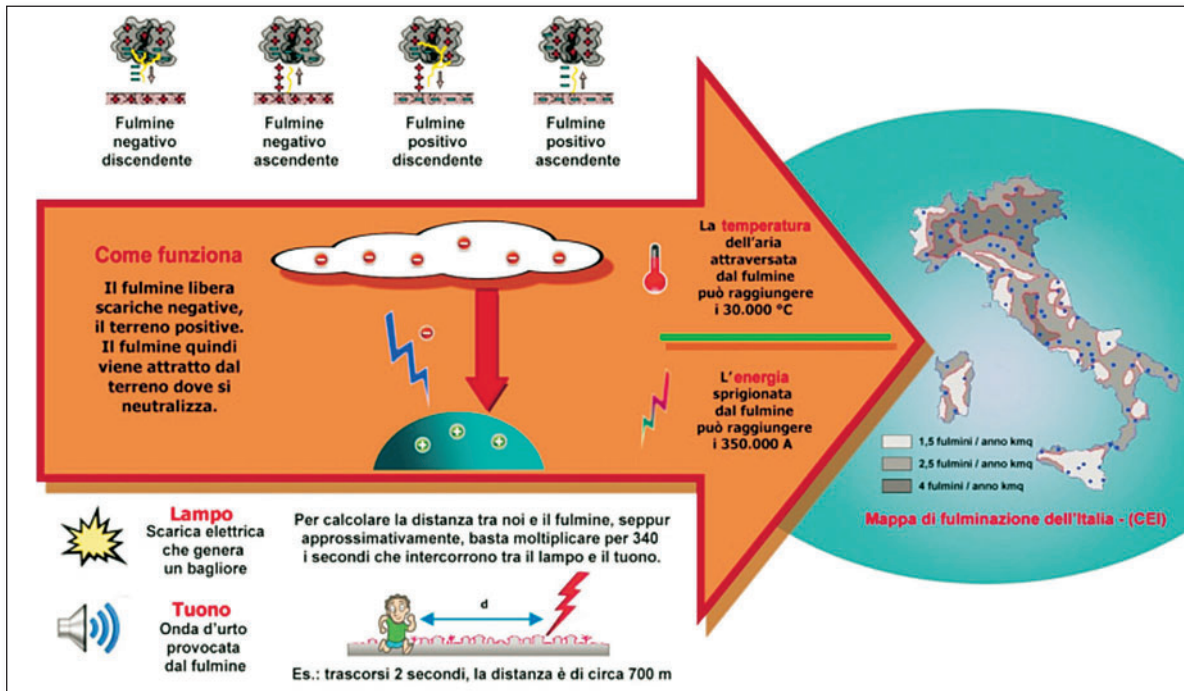 Fulmine
negativo
discendente
Fulmine
negativo
ascendente
Fulmine
positivo
discendente
Fulmine
positivo
ascendente
Come funziona
Il fulmine libera
scariche negative,
il terreno positive.
Il fulmine quindi
viene attratto dal
terreno dove si
neutralizza.
La temperatura
dell'aria
attraversata
dal fulmine
può raggiungere
i 30.000 °C
L'energia
sprigionata
dal fulmine
può raggiungere
i 350.000 A
1,5 fulmini / anno kmq
2,5 fulmini / anno kmq
4 fulmini / anno kmq
Mappa di fulminazione dell'Italia - (CEI)
Lampo
Scarica elettrica
che genera
un bagliore
Tuono
Onda d'urto
provocata
dal fulmine
Per calcolare la distanza tra noi e il fulmine, seppur
approssimativamente, basta moltiplicare per 340
i secondi che intercorrono tra il lampo e il tuono.
d
Es.: trascorsi 2 secondi, la distanza è di circa 700 m